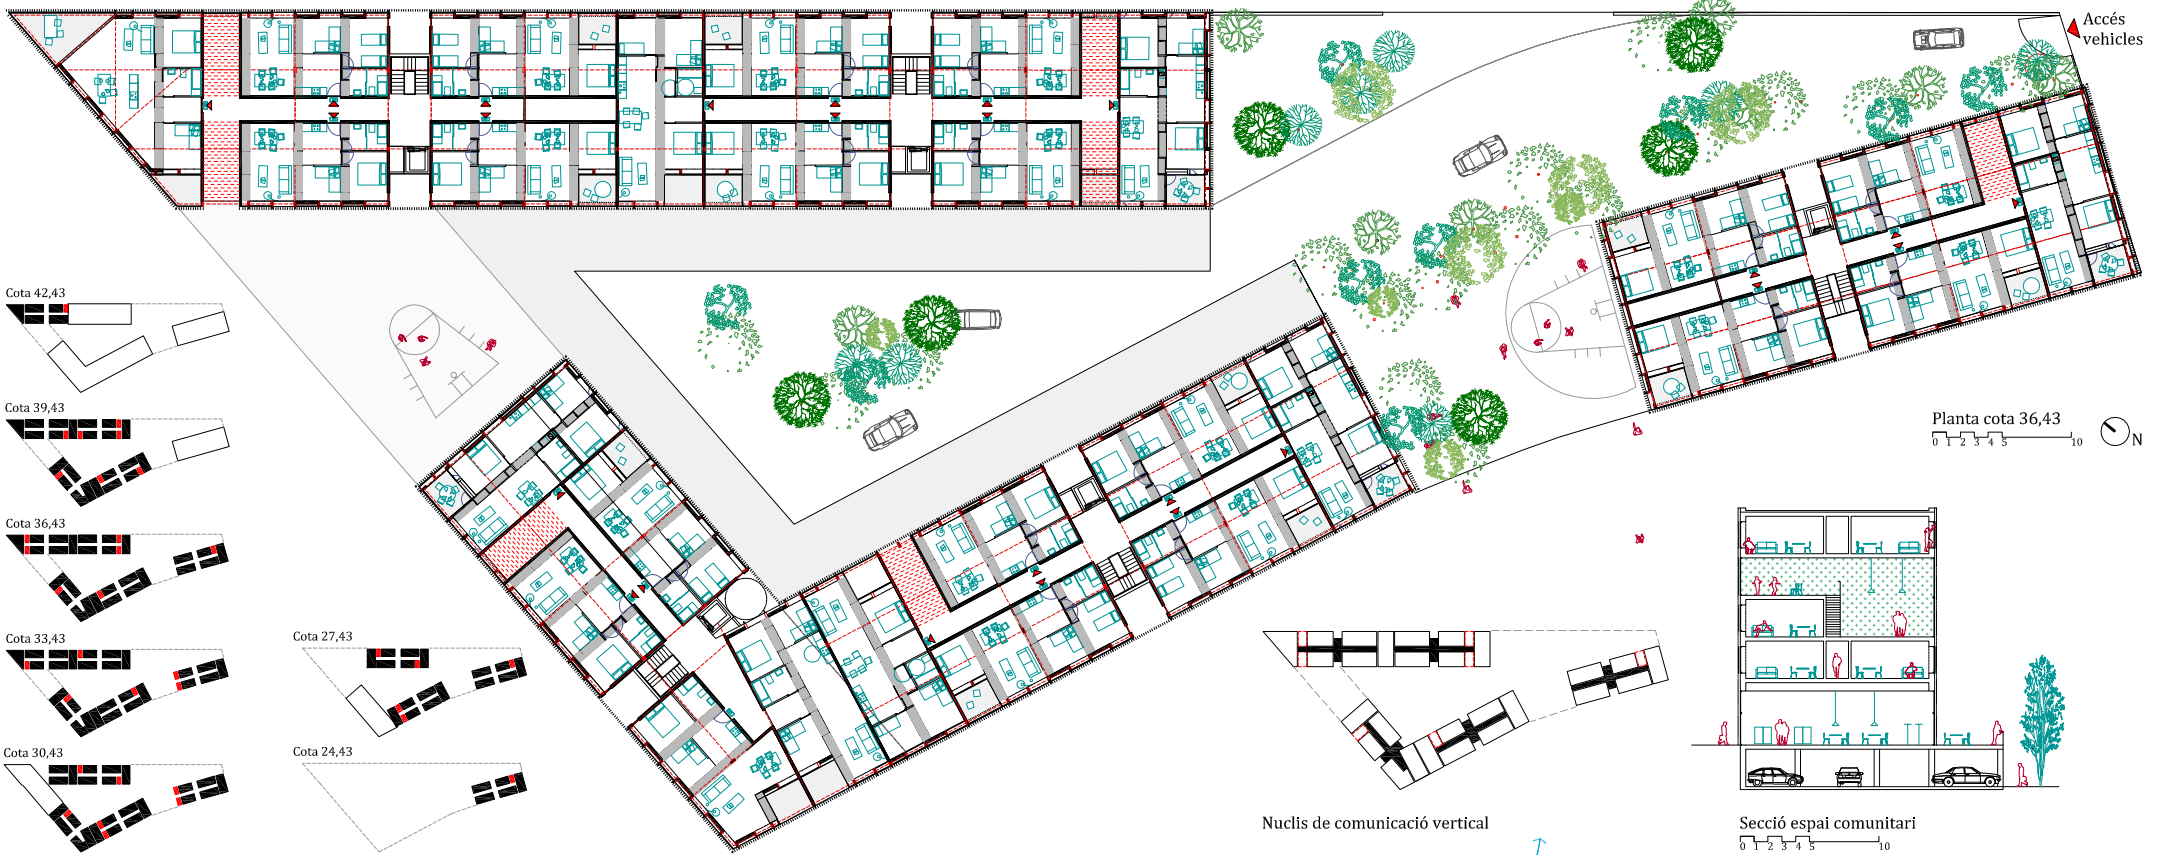 Accés
vehicles
Cota 42,43
Cota 39,43
Cota 36,43
Cota 33,43
Cota 30,43
Cota 27,43
Cota 24,43
Planta cota 36,43
0 1 2 3 4 5 10
N
Nuclis de comunicació vertical
Secció espai comunitari
0 1 2 3 4 5 10